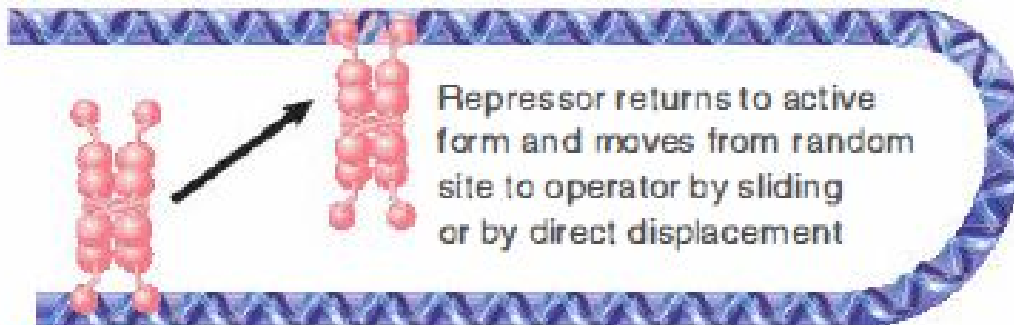 Repressor returns to active
form and moves from random
site to operator by sliding
or by direct displacement